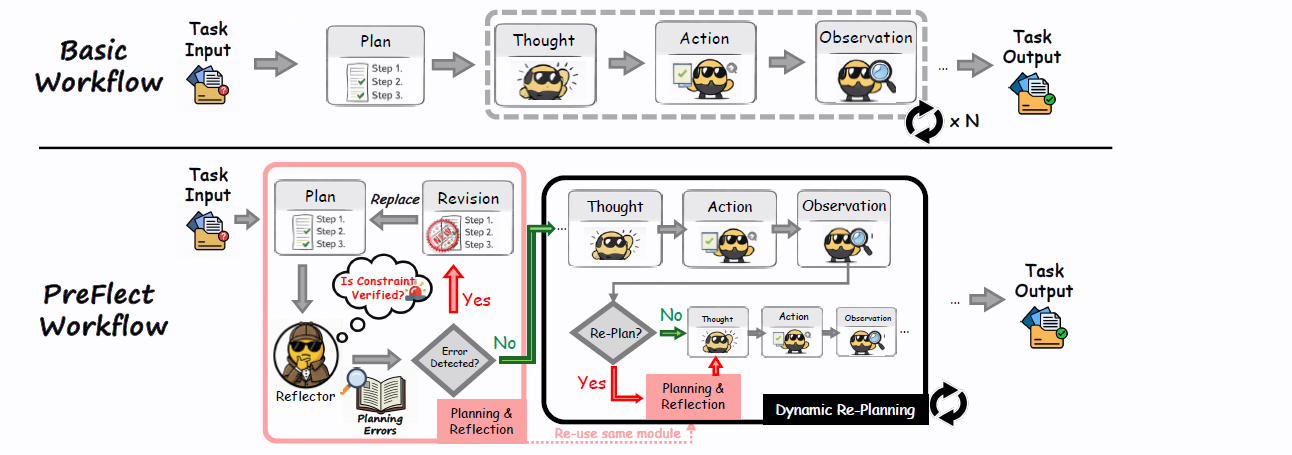 Basic
Workflow
Task
Input
Plan
Step 1.
Step 2.
Step 3.
Thought
Action
Observation
...
Task
Output
x N
PreFlect
Workflow
Task
Input
Plan
Step 1.
Step 2.
Step 3.
Replace
Revision
NEW
Step 1.
Step 2.
Step 3.
Is Constraint
Verified?
Yes
Reflector
Planning
Errors
Error
Detected?
No
Planning &
Reflection
Re-use same module
...
Thought
Action
Observation
Re-Plan?
No
Thought
Action
Observation
...
Yes
Planning &
Reflection
Dynamic Re-Planning
...
Task
Output